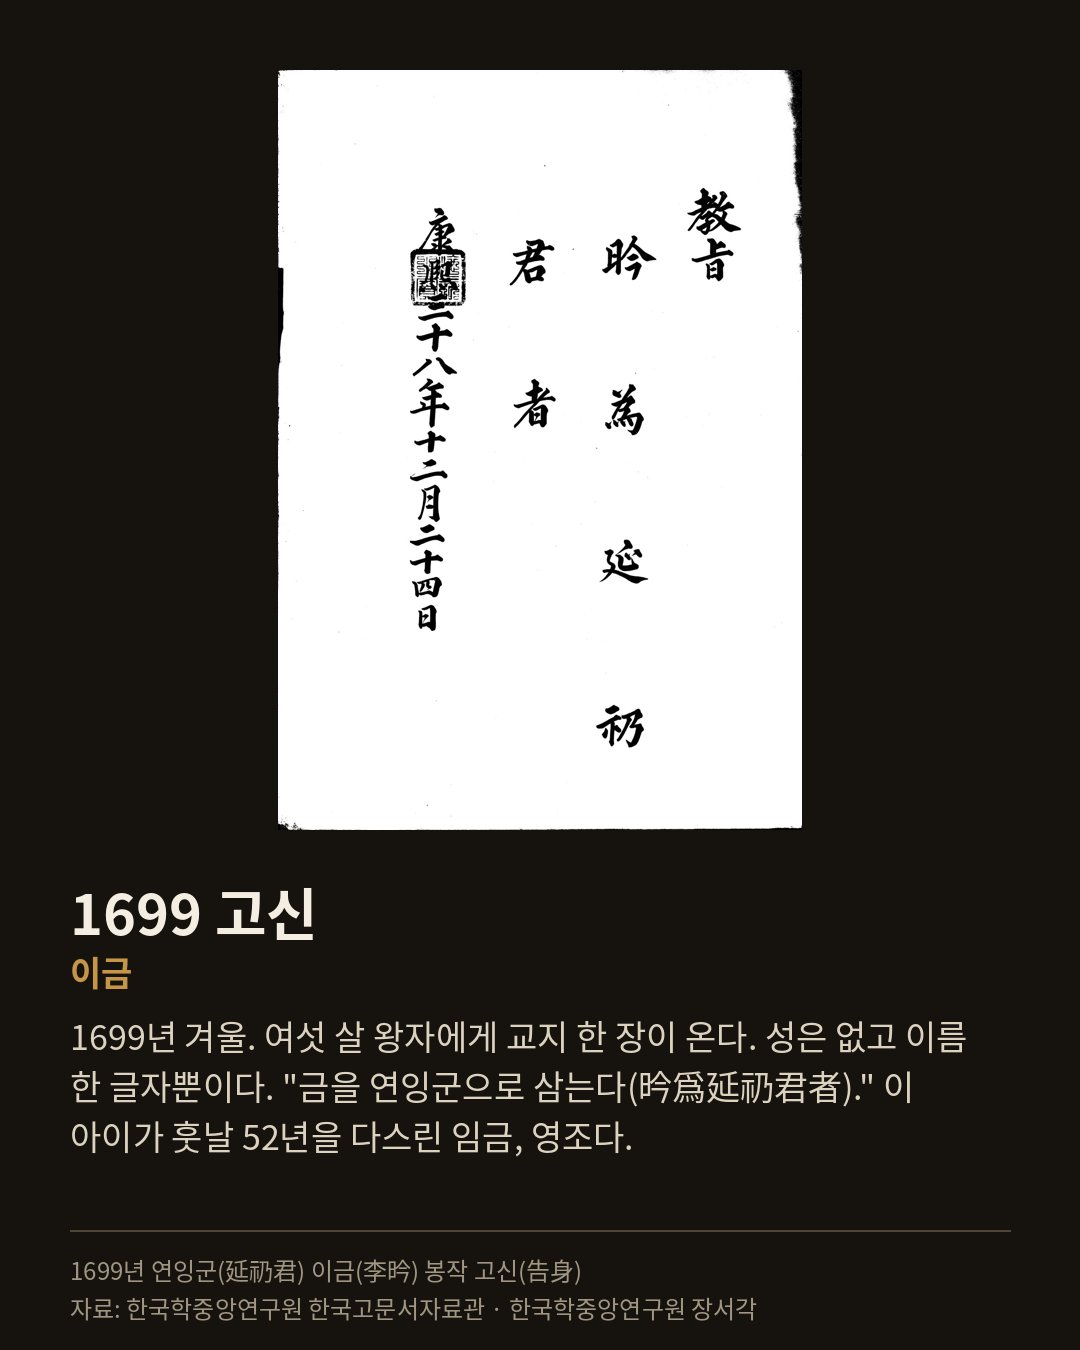 敎旨
昑爲延礽
君者
康熙三十八年十二月二十四日
1699 고신
이금
1699년 겨울. 여섯 살 왕자에게 교지 한 장이 온다. 성은 없고 이름
한 글자뿐이다. "금을 연잉군으로 삼는다(昑爲延礽君者)." 이
아이가 훗날 52년을 다스린 임금, 영조다.
1699년 연잉군(延礽君) 이금(李昑) 봉작 고신(告身)
자료: 한국학중앙연구원 한국고문서자료관 · 한국학중앙연구원 장서각